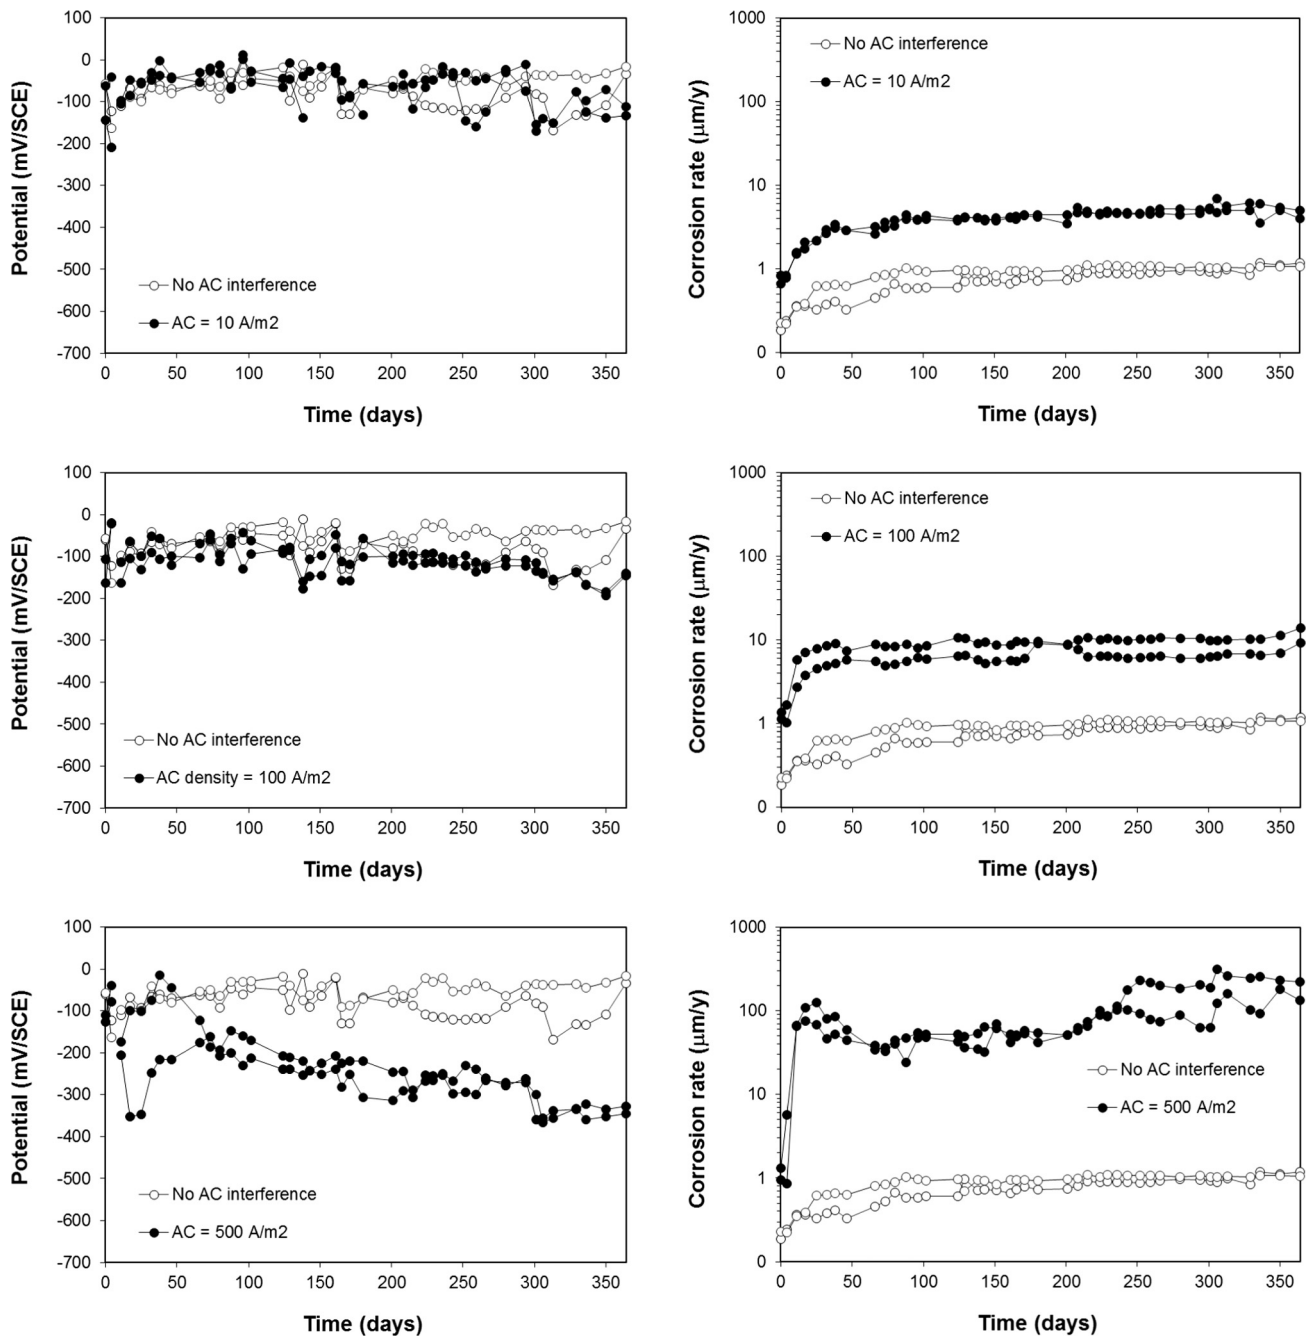 100
0
-100
-200
-300
-400
-500
-600
-700
Potential (mV/SCE)
No AC interference
AC = 10 A/m2
0 50 100 150 200 250 300 350
Time (days)
1000
100
10
1
0
Corrosion rate (μm/y)
No AC interference
AC = 10 A/m2
0 50 100 150 200 250 300 350
Time (days)
100
0
-100
-200
-300
-400
-500
-600
-700
Potential (mV/SCE)
No AC interference
AC density = 100 A/m2
0 50 100 150 200 250 300 350
Time (days)
1000
100
10
1
0
Corrosion rate (μm/y)
No AC interference
AC = 100 A/m2
0 50 100 150 200 250 300 350
Time (days)
100
0
-100
-200
-300
-400
-500
-600
-700
Potential (mV/SCE)
No AC interference
AC = 500 A/m2
0 50 100 150 200 250 300 350
Time (days)
1000
100
10
1
0
Corrosion rate (μm/y)
No AC interference
AC = 500 A/m2
0 50 100 150 200 250 300 350
Time (days)